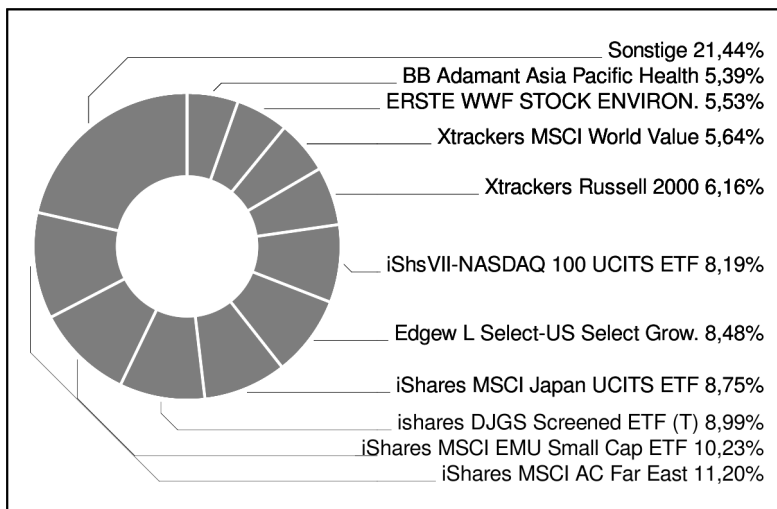 Sonstige 21,44%
BB Adamant Asia Pacific Health 5,39%
ERSTE WWF STOCK ENVIRON. 5,53%
Xtrackers MSCI World Value 5,64%
Xtrackers Russell 2000 6,16%
iShsVII-NASDAQ 100 UCITS ETF 8,19%
Edgew L Select-US Select Grow. 8,48%
iShares MSCI Japan UCITS ETF 8,75%
ishares DJGS Screened ETF (T) 8,99%
iShares MSCI EMU Small Cap ETF 10,23%
iShares MSCI AC Far East 11,20%